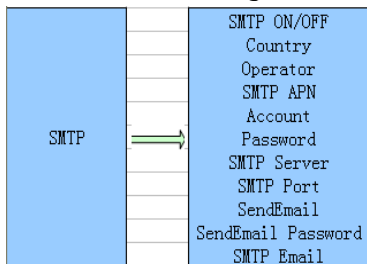 SMTP
SMTP ON/OFF
Country
Operator
SMTP APN
Account
Password
SMTP Server
SMTP Port
SendEmail
SendEmail Password
SMTP Email